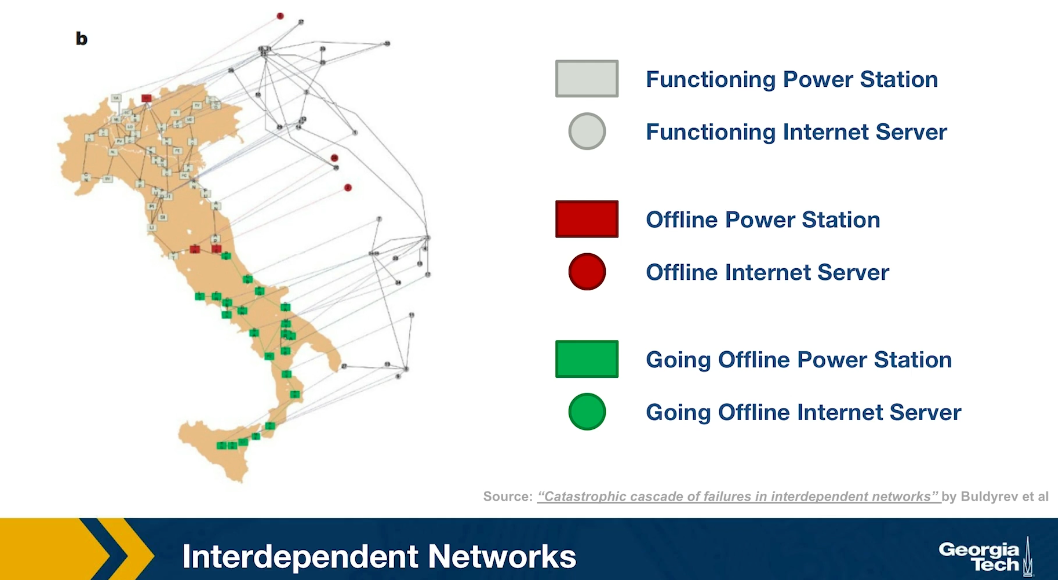 b
Functioning Power Station
Functioning Internet Server
Offline Power Station
Offline Internet Server
Going Offline Power Station
Going Offline Internet Server
Source: “Catastrophic cascade of failures in interdependent networks” by Buldyrev et al
Interdependent Networks
Georgia
Tech